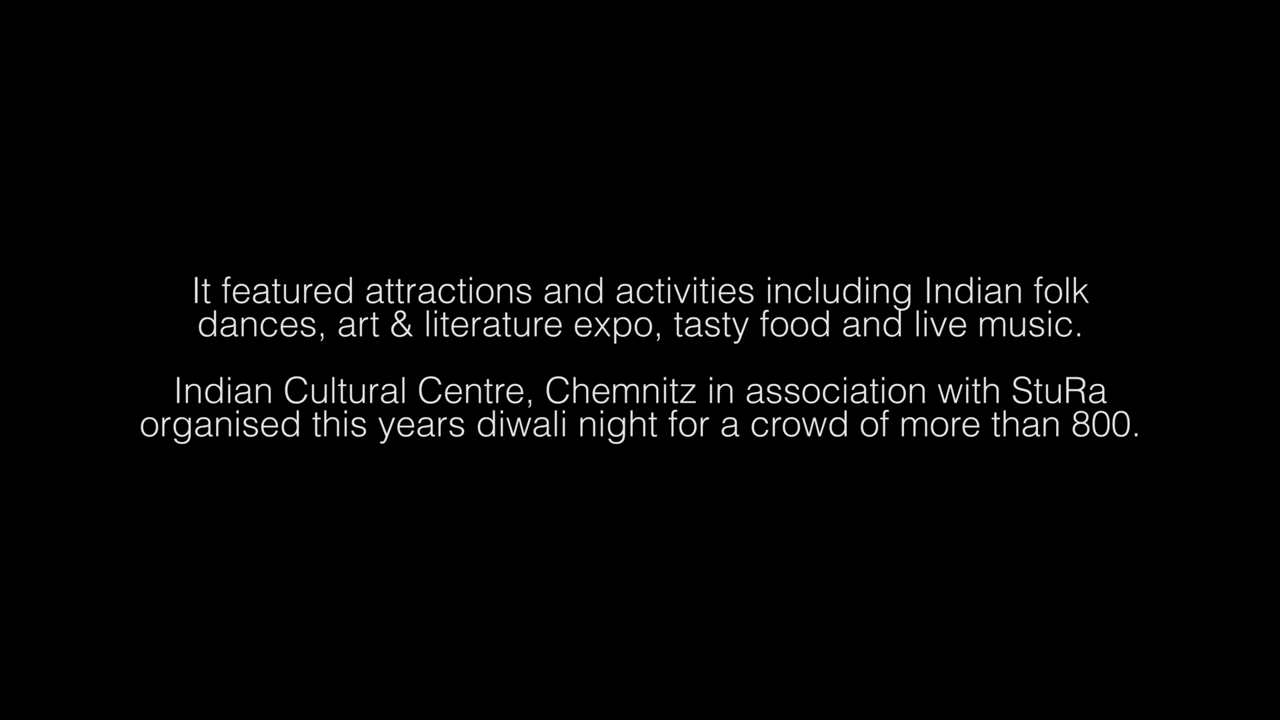 It featured attractions and activities including Indian folk
dances, art & literature expo, tasty food and live music.
Indian Cultural Centre, Chemnitz in association with StuRa
organised this years diwali night for a crowd of more than 800.